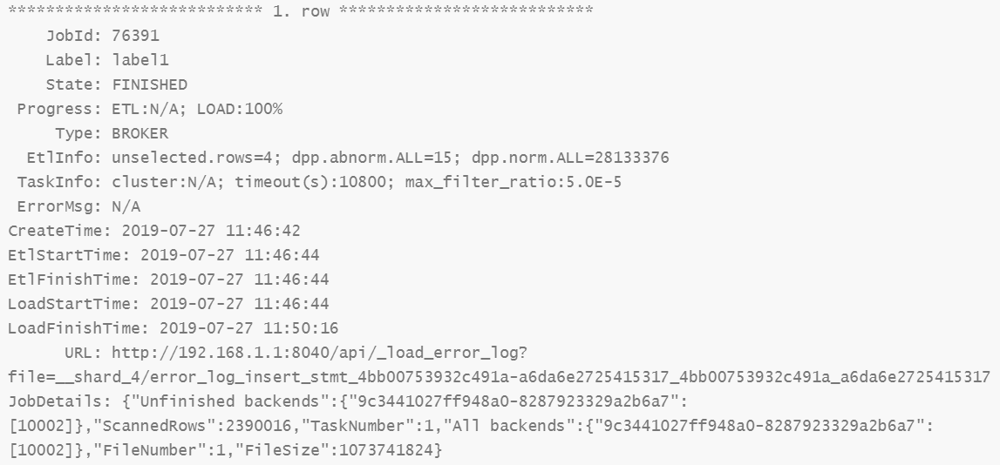 *************************** 1. row ***************************
JobId: 76391
Label: label1
State: FINISHED
Progress: ETL:N/A; LOAD:100%
Type: BROKER
EtlInfo: unselected.rows=4; dpp.abnorm.ALL=15; dpp.norm.ALL=28133376
TaskInfo: cluster:N/A; timeout(s):10800; max_filter_ratio:5.0E-5
ErrorMsg: N/A
CreateTime: 2019-07-27 11:46:42
EtlStartTime: 2019-07-27 11:46:44
EtlFinishTime: 2019-07-27 11:46:44
LoadStartTime: 2019-07-27 11:46:44
LoadFinishTime: 2019-07-27 11:50:16
URL: http://192.168.1.1:8040/api/_load_error_log?
file=__shard_4/error_log_insert_stmt_4bb00753932c491a-a6da6e2725415317_4bb00753932c491a_a6da6e2725415317
JobDetails: {"Unfinished backends":{"9c3441027ff948a0-8287923329a2b6a7":
[10002]},"ScannedRows":2390016,"TaskNumber":1,"All backends":{"9c3441027ff948a0-8287923329a2b6a7":
[10002]},"FileNumber":1,"FileSize":1073741824}